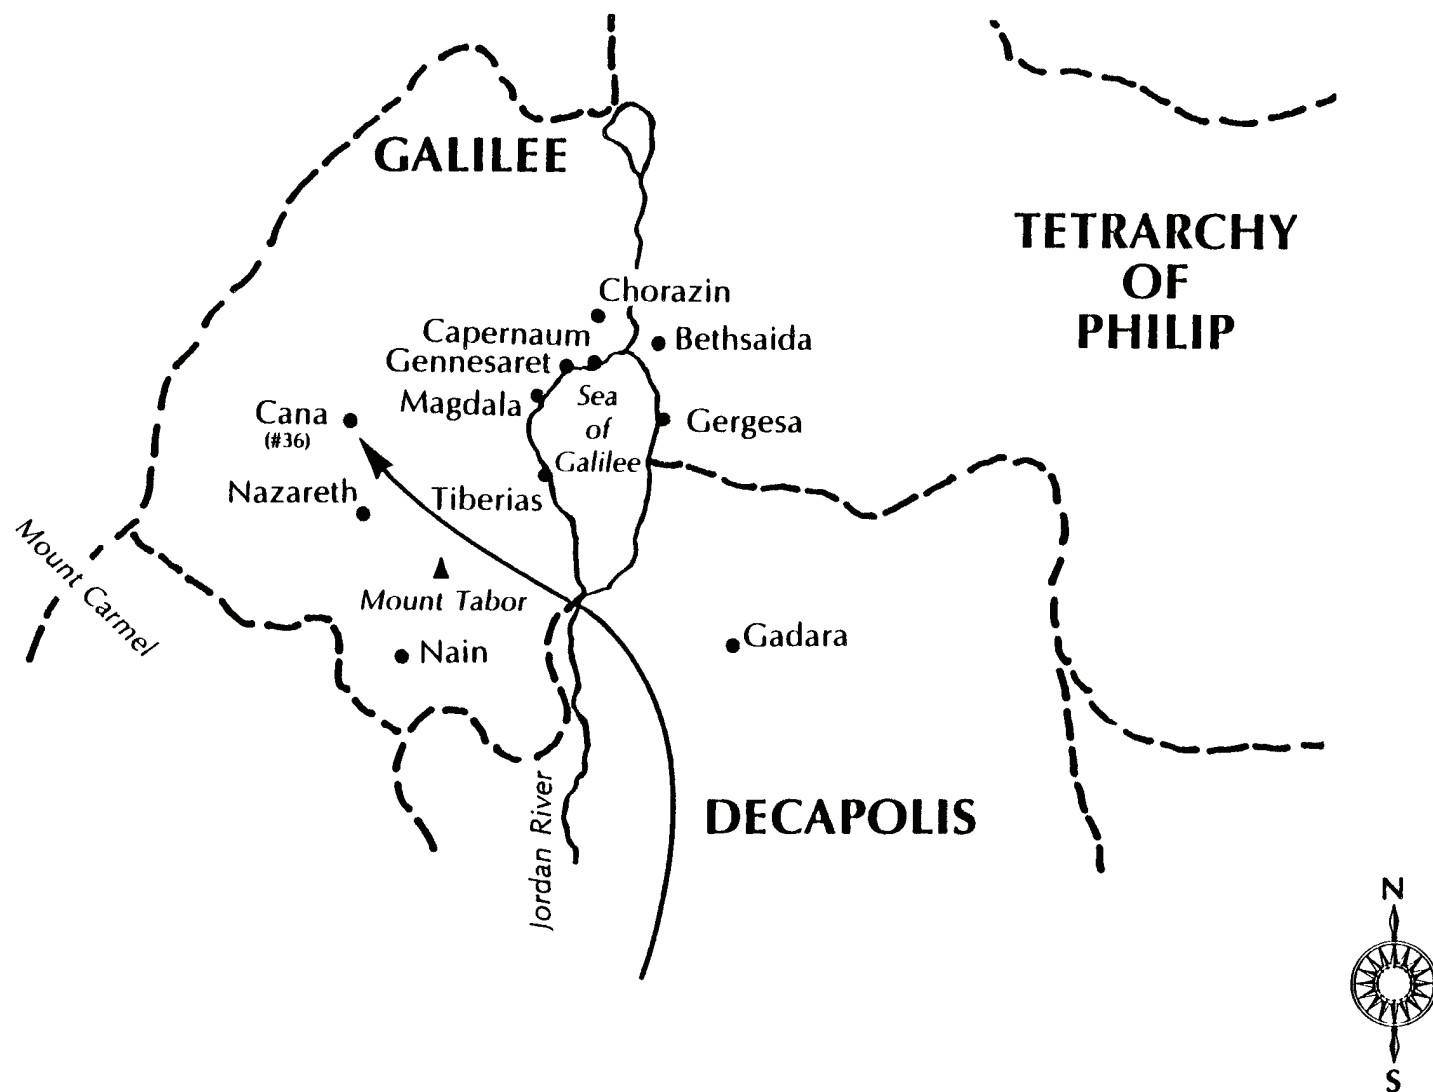 GALILEE
TETRARCHY
OF
PHILIP
Chorazin
Capernaum
Bethsaida
Gennesaret
Magdala
Sea
of
Galilee
Cana
(#36)
Gergesa
Nazareth
Tiberias
Mount Carmel
Mount Tabor
Nain
Gadara
Jordan River
DECAPOLIS
N
S